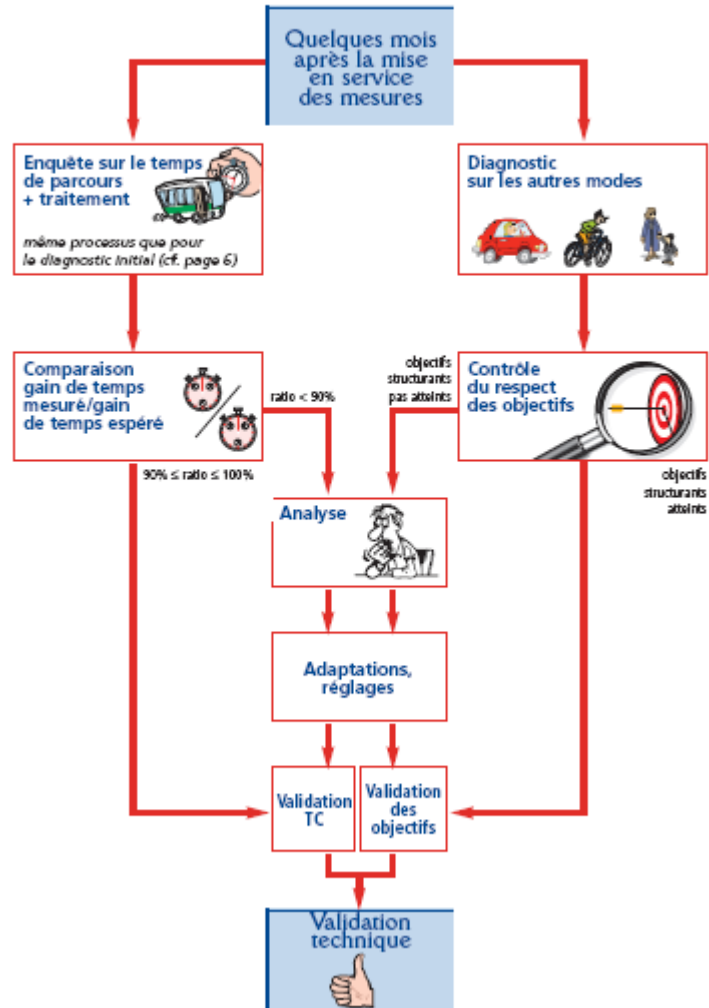 Quelques mois
après la mise
en service
des mesures
Enquête sur le temps
de parcours
+ traitement
même processus que pour
le diagnostic initial (cf. page 6)
Diagnostic
sur les autres modes
Comparaison
gain de temps
mesuré/gain
de temps espéré
ratio < 90%
objectifs
structurants
pas atteints
Contrôle
du respect
des objectifs
90% ≤ ratio ≤ 100%
objectifs
structurants
atteints
Analyse
Adaptations,
réglages
Validation
TC
Validation
des
objectifs
Validation
technique